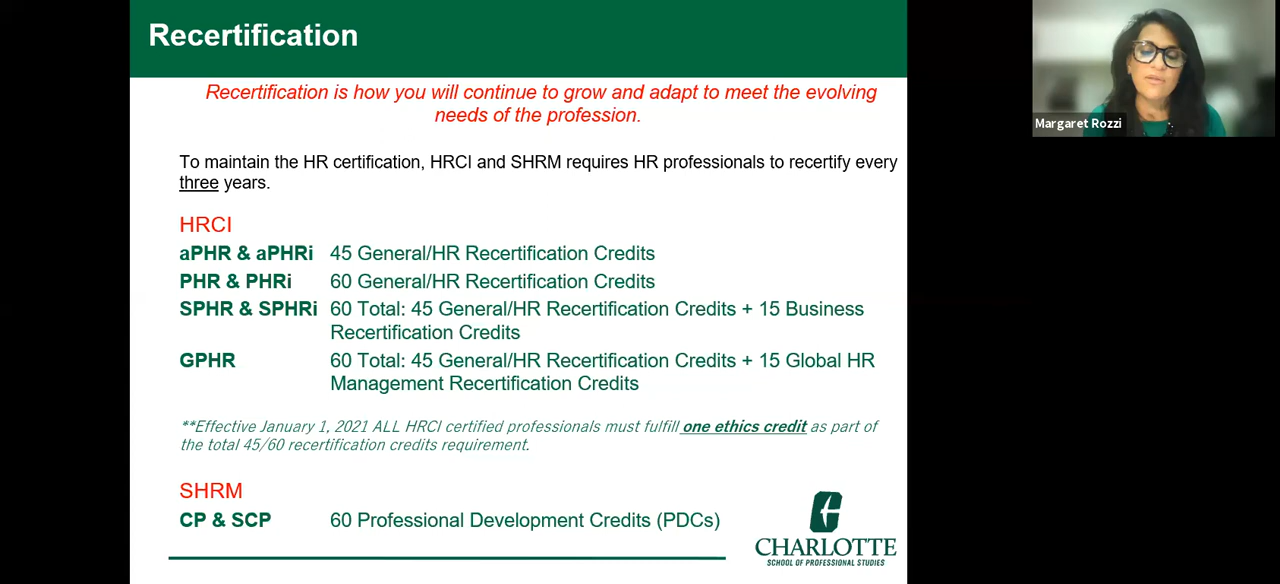 Recertification
Recertification is how you will continue to grow and adapt to meet the evolving
needs of the profession.
To maintain the HR certification, HRCI and SHRM requires HR professionals to recertify every
three years.
HRCI
aPHR & aPHRi 45 General/HR Recertification Credits
PHR & PHRi 60 General/HR Recertification Credits
SPHR & SPHRi 60 Total: 45 General/HR Recertification Credits + 15 Business
Recertification Credits
GPHR 60 Total: 45 General/HR Recertification Credits + 15 Global HR
Management Recertification Credits
**Effective January 1, 2021 ALL HRCI certified professionals must fulfill one ethics credit as part of
the total 45/60 recertification credits requirement.
SHRM
CP & SCP 60 Professional Development Credits (PDCs)
CHARLOTTE
SCHOOL OF PROFESSIONAL STUDIES
Margaret Rozzi